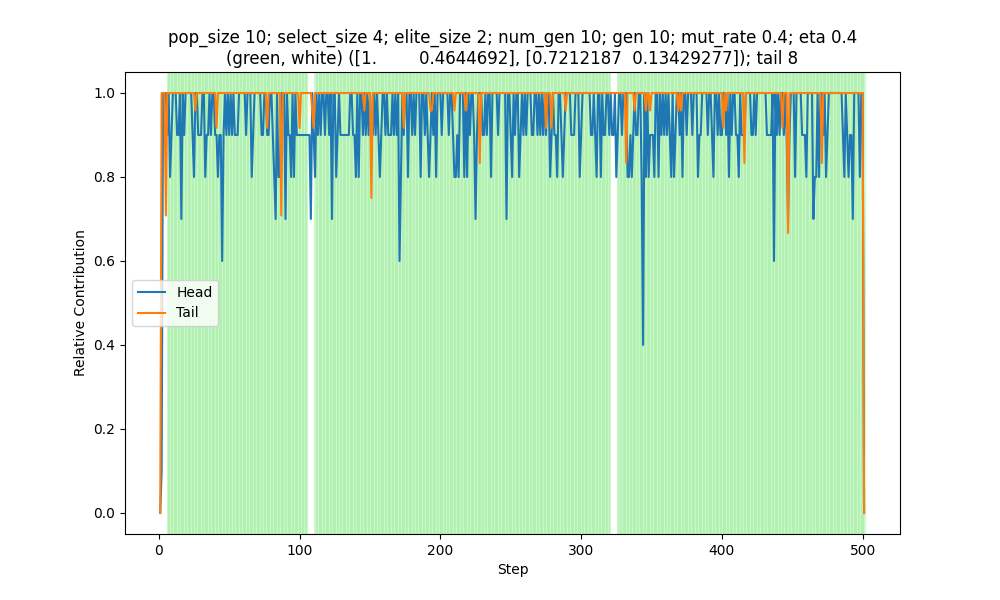 pop_size 10; select_size 4; elite_size 2; num_gen 10; gen 10; mut_rate 0.4; eta 0.4
(green, white) ([1.        0.4644692], [0.7212187  0.13429277]); tail 8
1.0
0.8
0.6
0.4
0.2
0.0
Relative Contribution
Head
Tail
0
100
200
300
400
500
Step